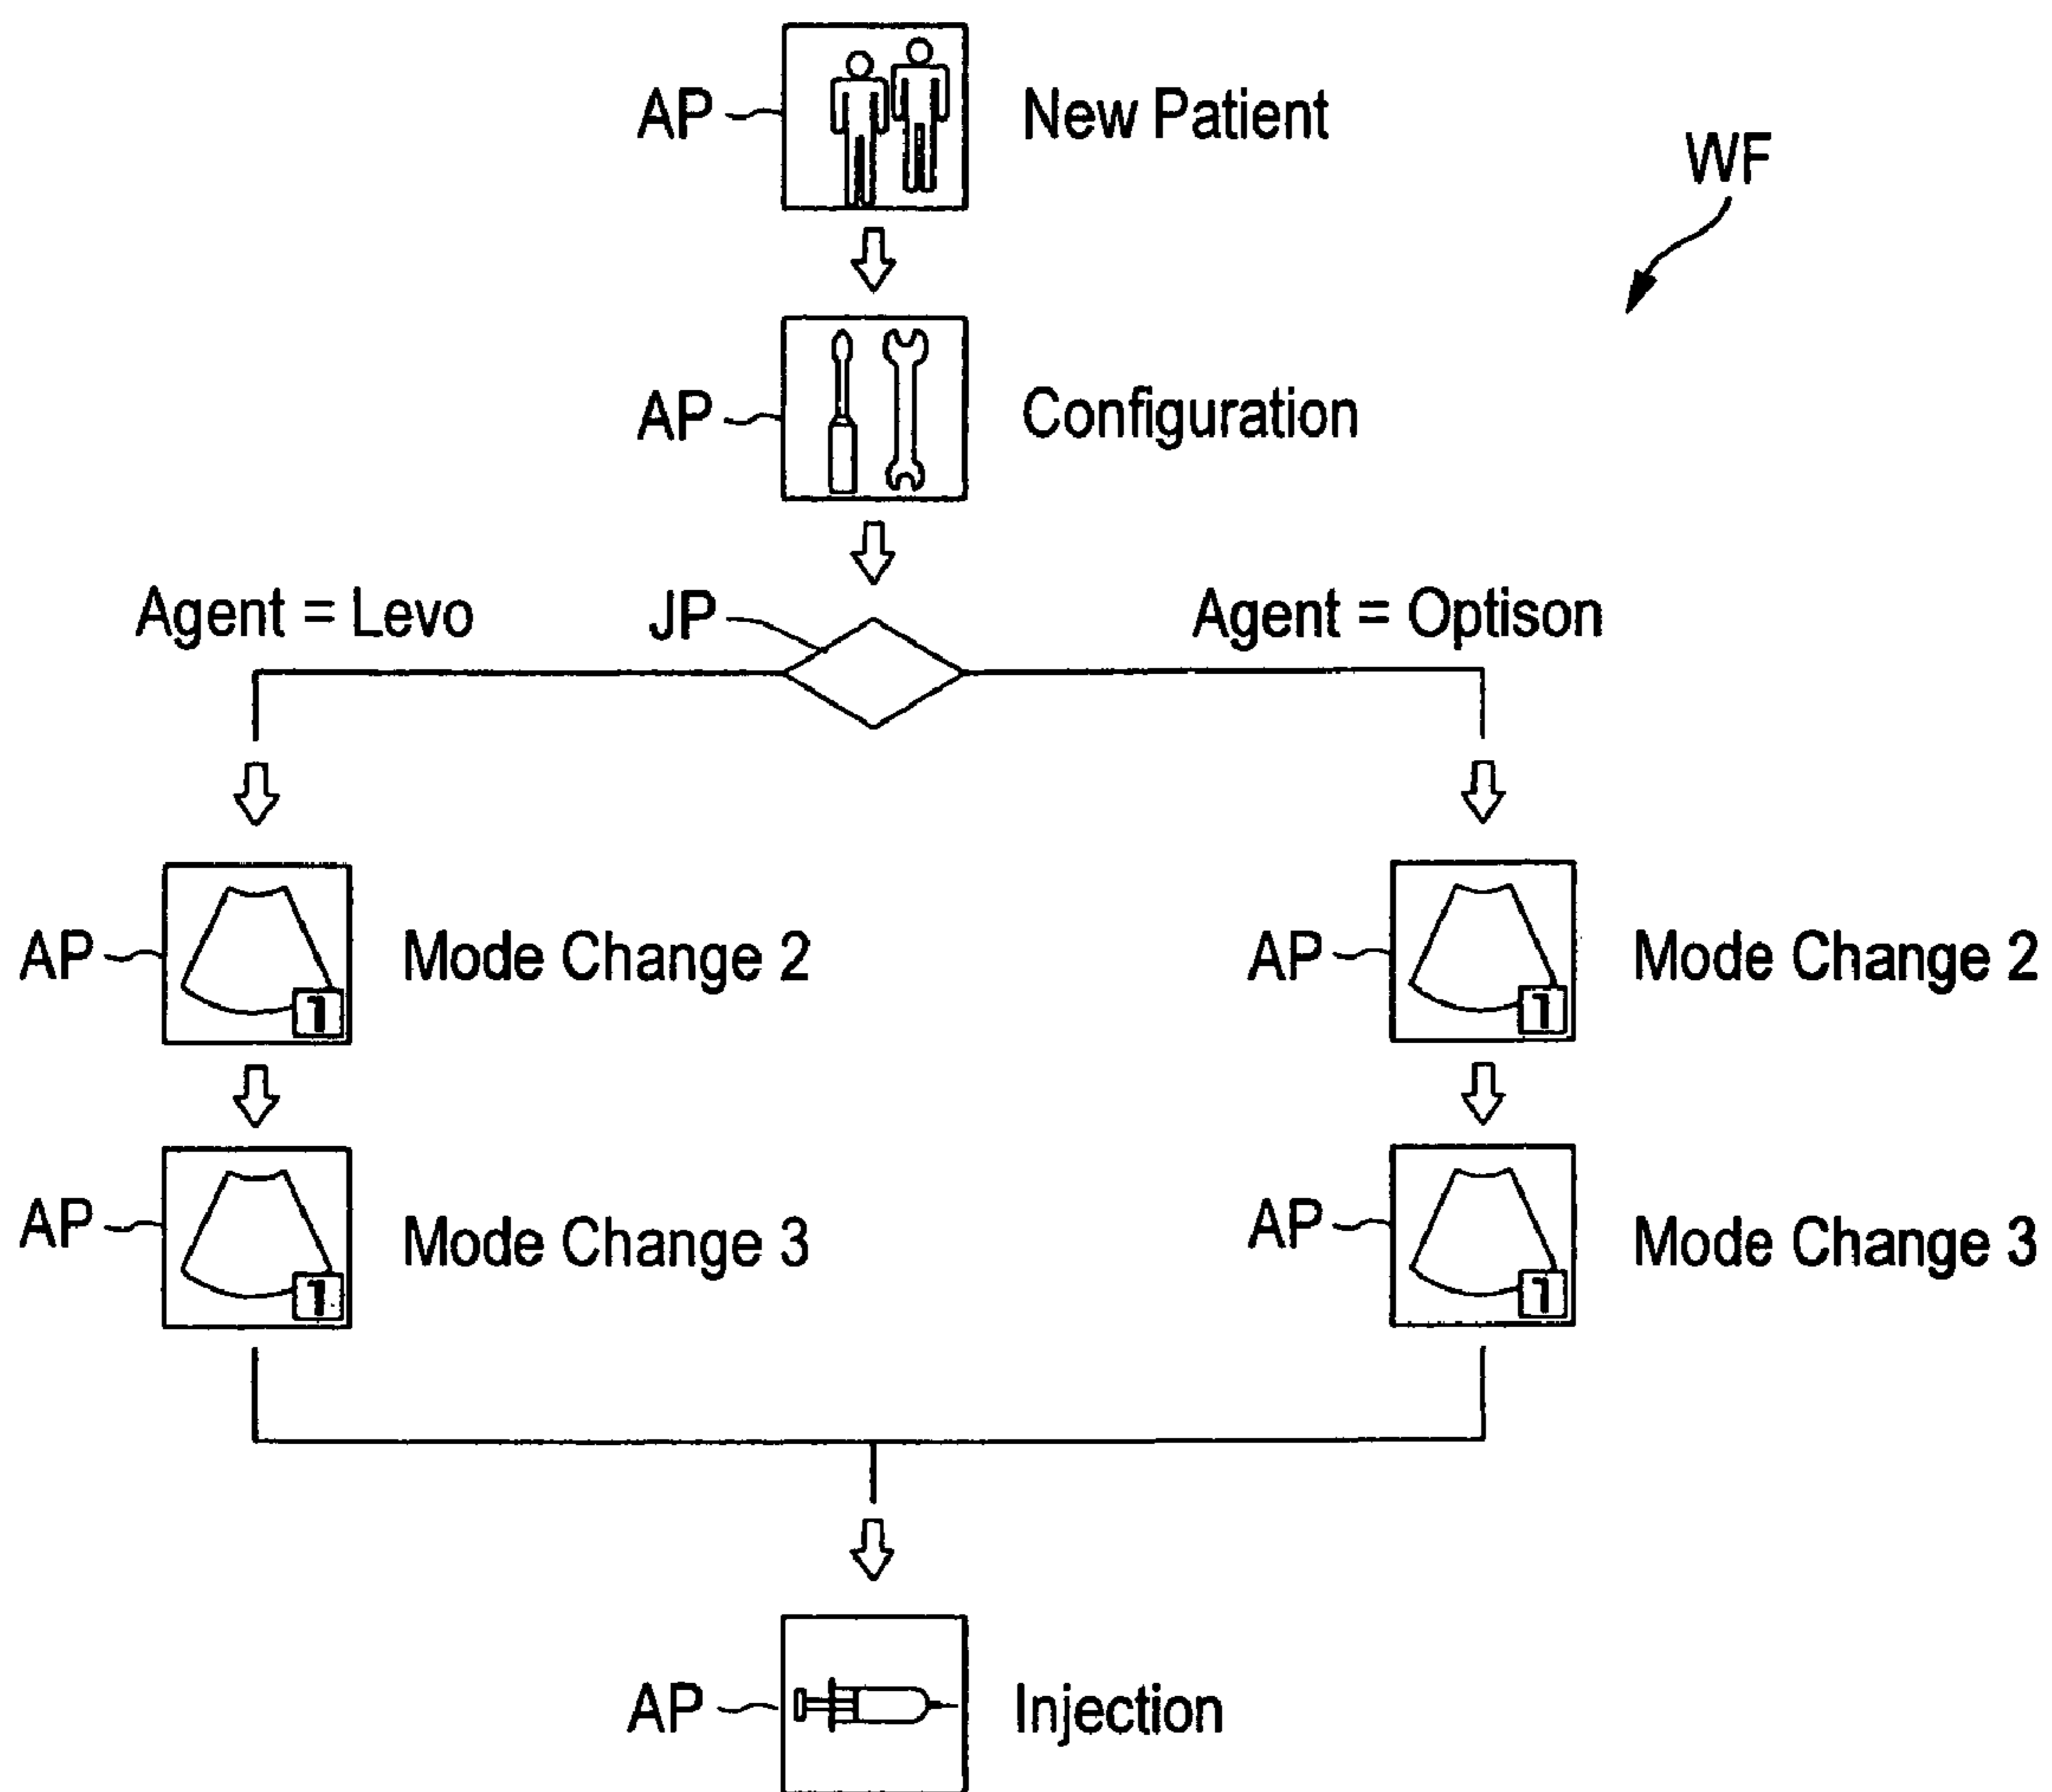 AP New Patient
WF
AP Configuration
Agent = Levo JP Agent = Optison
AP Mode Change 2 AP Mode Change 2
1 1
AP Mode Change 3 AP Mode Change 3
1 1
AP Injection